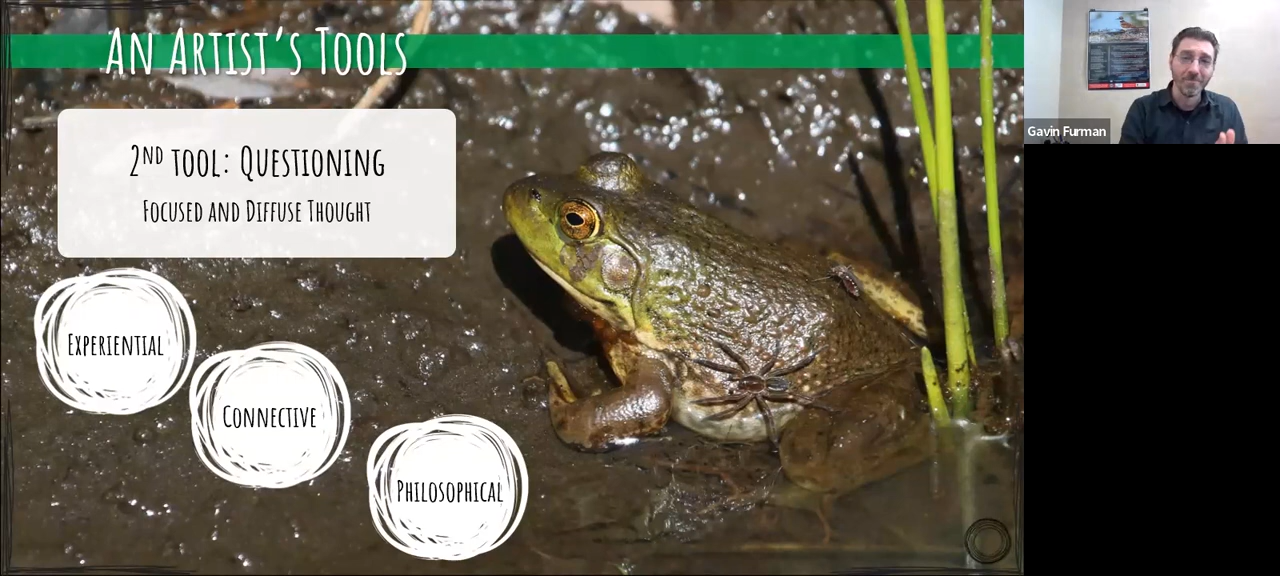 An Artist's Tools
2nd tool: Questioning
Focused and Diffuse Thought
Experiential
Connective
Philosophical
Gavin Furman